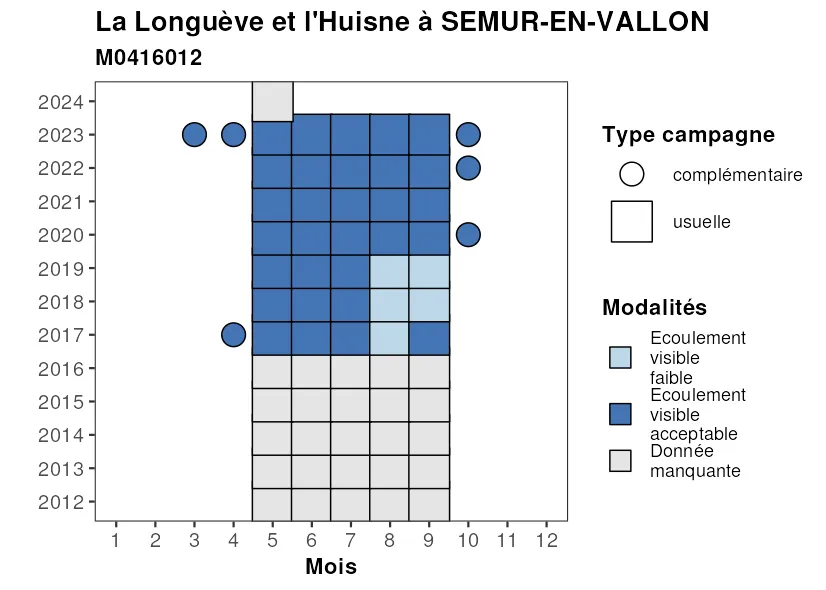 La Longuève et l'Huisne à SEMUR-EN-VALLON
M0416012
2024
2023
2022
2021
2020
2019
2018
2017
2016
2015
2014
2013
2012
1 2 3 4 5 6 7 8 9 10 11 12
Mois
Type campagne
complémentaire
usuelle
Modalités
Ecoulement
visible
faible
Ecoulement
visible
acceptable
Donnée
manquante